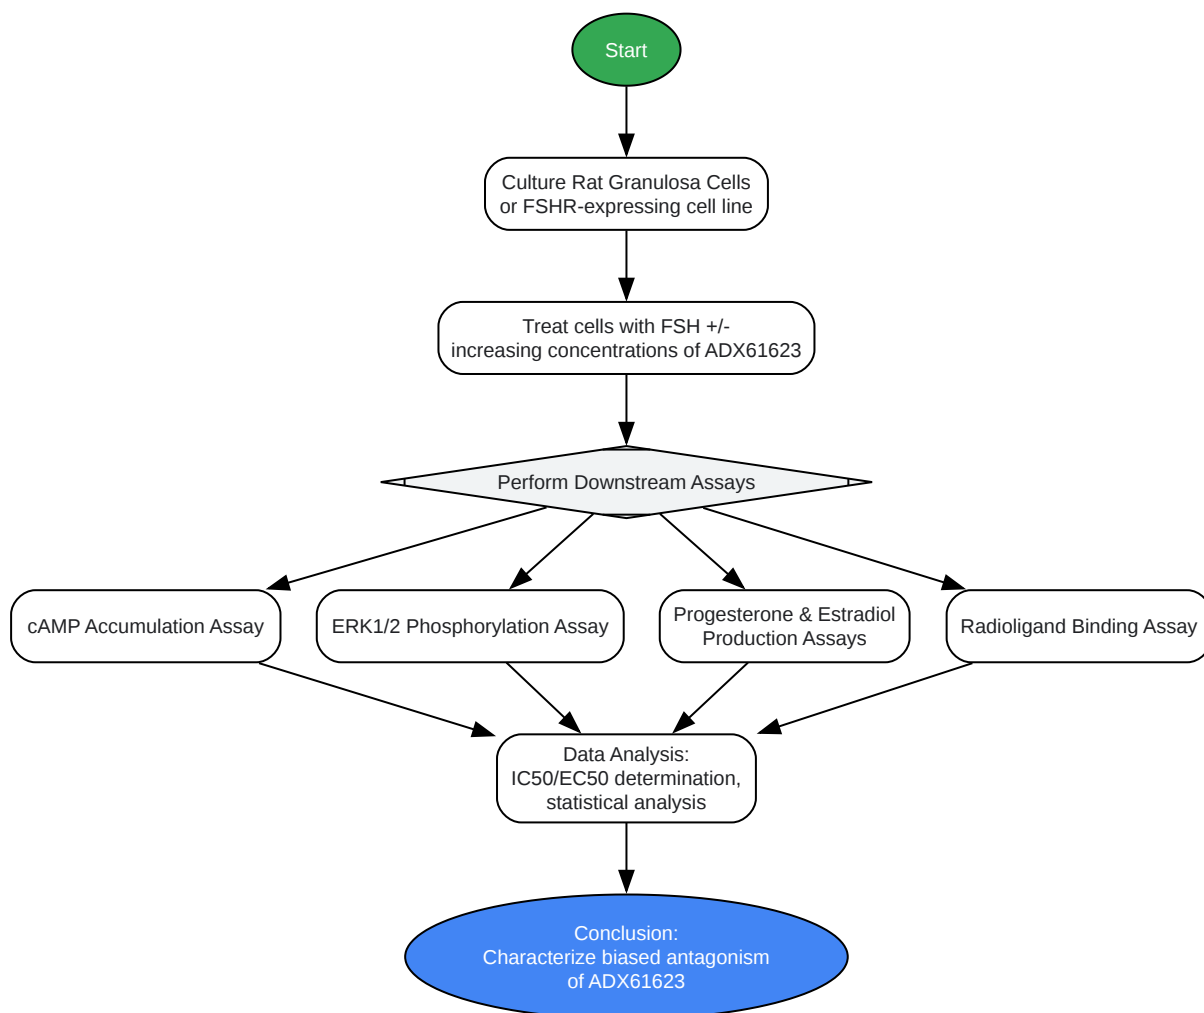 Start
Culture Rat Granulosa Cells
or FSHR-expressing cell line
Treat cells with FSH +/-
increasing concentrations of ADX61623
Perform Downstream Assays
cAMP Accumulation Assay
ERK1/2 Phosphorylation Assay
Progesterone & Estradiol
Production Assays
Radioligand Binding Assay
Data Analysis:
IC50/EC50 determination,
statistical analysis
Conclusion:
Characterize biased antagonism
of ADX61623